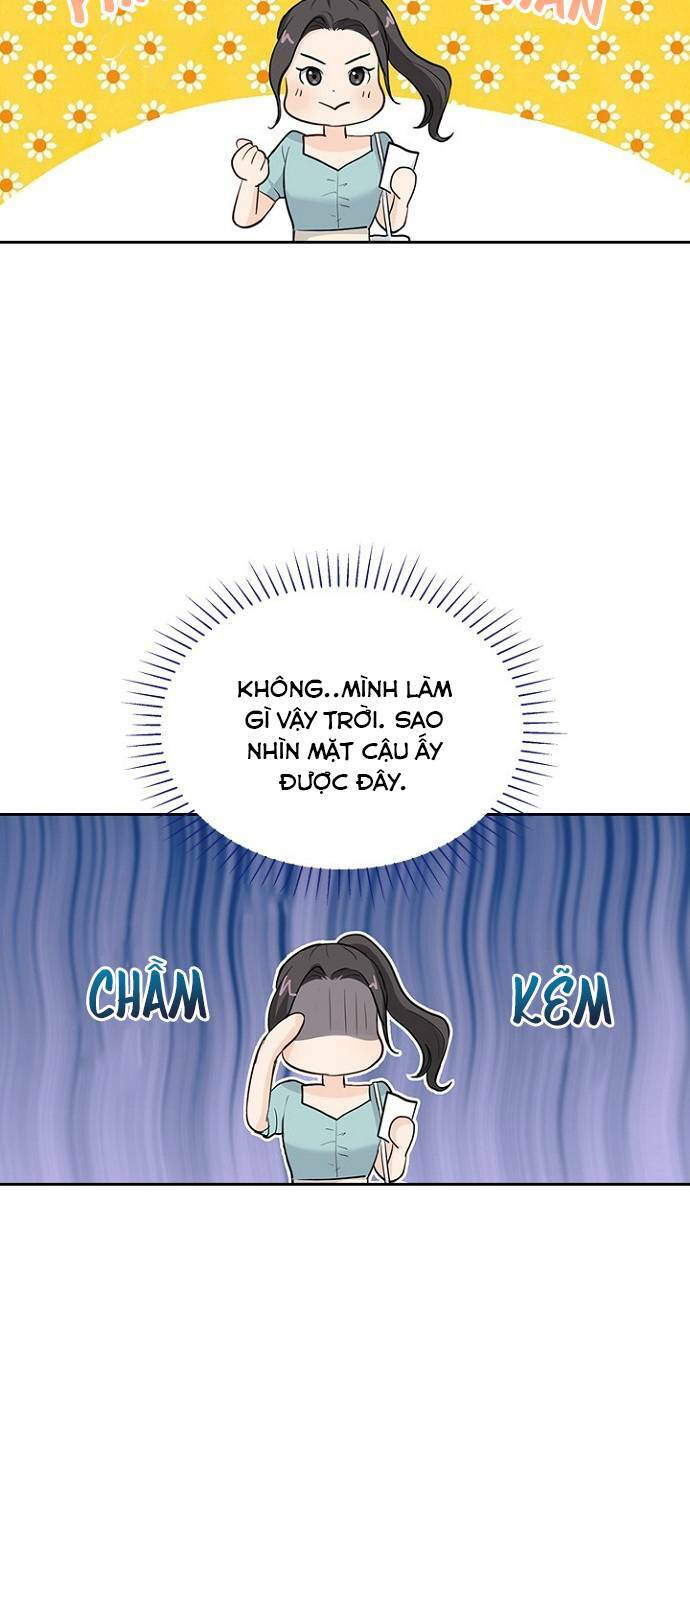 KHÔNG..MÌNH LÀM
GÌ VẬY TRỜI. SAO
NHÌN MẶT CẬU ẤY
ĐƯỢC ĐÂY.
CHẦM KẼM